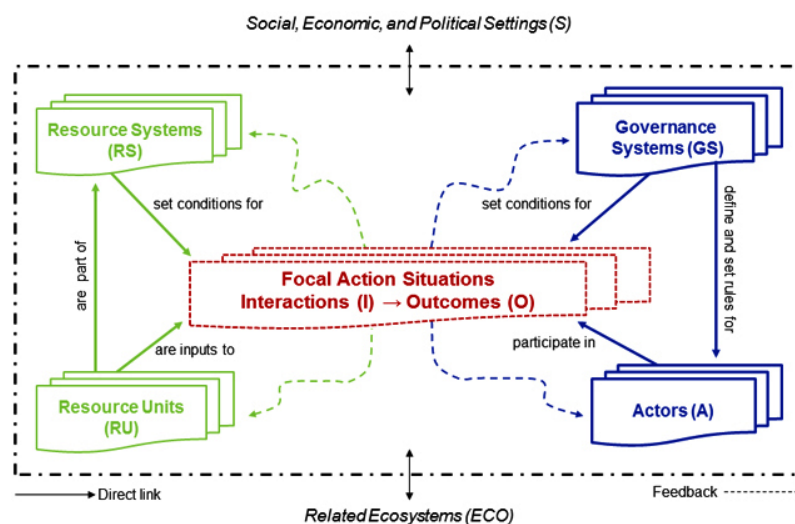 Social, Economic, and Political Settings (S)
Resource Systems
(RS)
Governance
Systems (GS)
set conditions for
set conditions for
are part of
define and set rules for
Focal Action Situations
Interactions (I) → Outcomes (O)
are inputs to
participate in
Resource Units
(RU)
Actors (A)
Direct link
Feedback
Related Ecosystems (ECO)